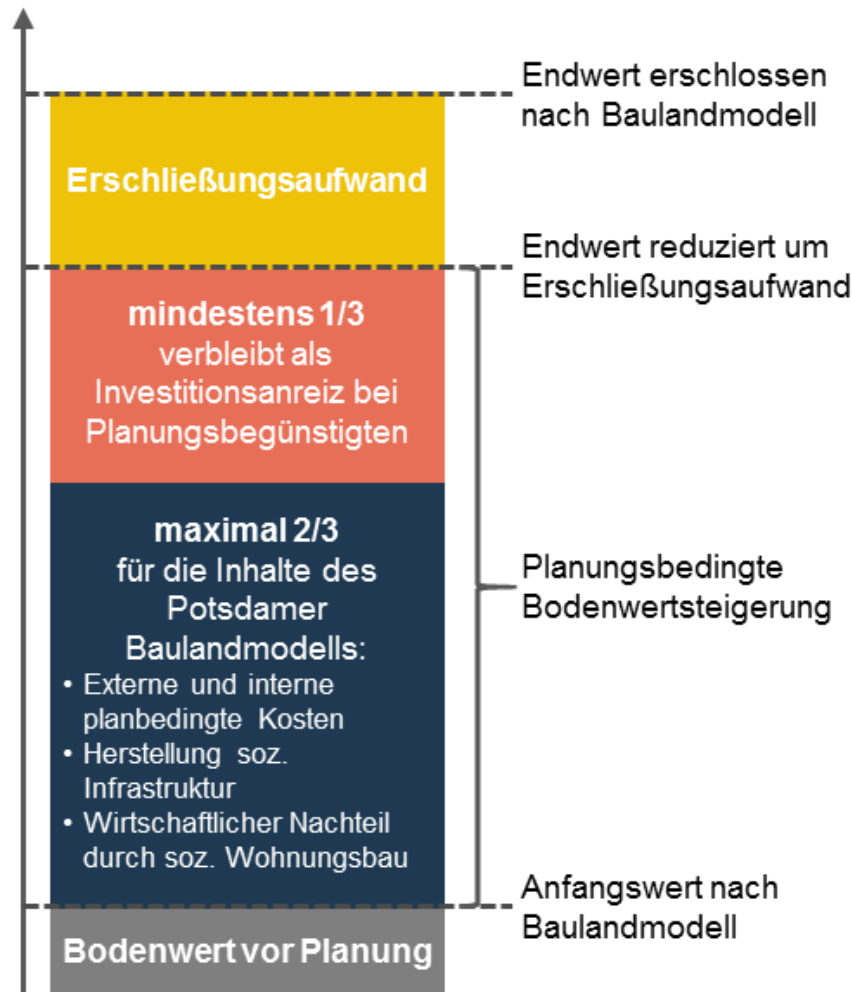 Endwert erschlossen
nach Baulandmodell
Erschließungsaufwand
Endwert reduziert um
Erschließungsaufwand
mindestens 1/3
verbleibt als
Investitionsanreiz bei
Planungsbegünstigten
maximal 2/3
für die Inhalte des
Potsdamer
Baulandmodells:
• Externe und interne
planbedingte Kosten
• Herstellung soz.
Infrastruktur
• Wirtschaftlicher Nachteil
durch soz. Wohnungsbau
Planungsbedingte
Bodenwertsteigerung
Anfangswert nach
Baulandmodell
Bodenwert vor Planung